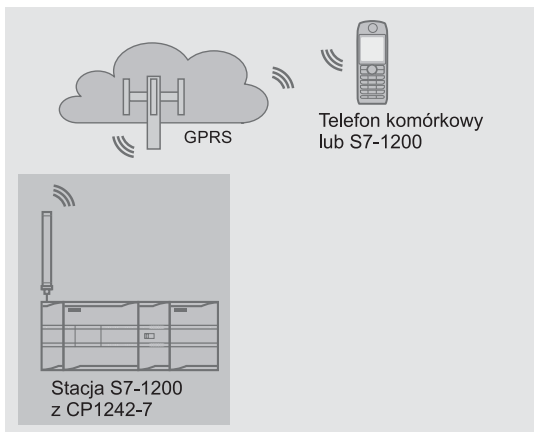 GPRS
Telefon komórkowy
lub S7-1200
Stacja S7-1200
z CP1242-7